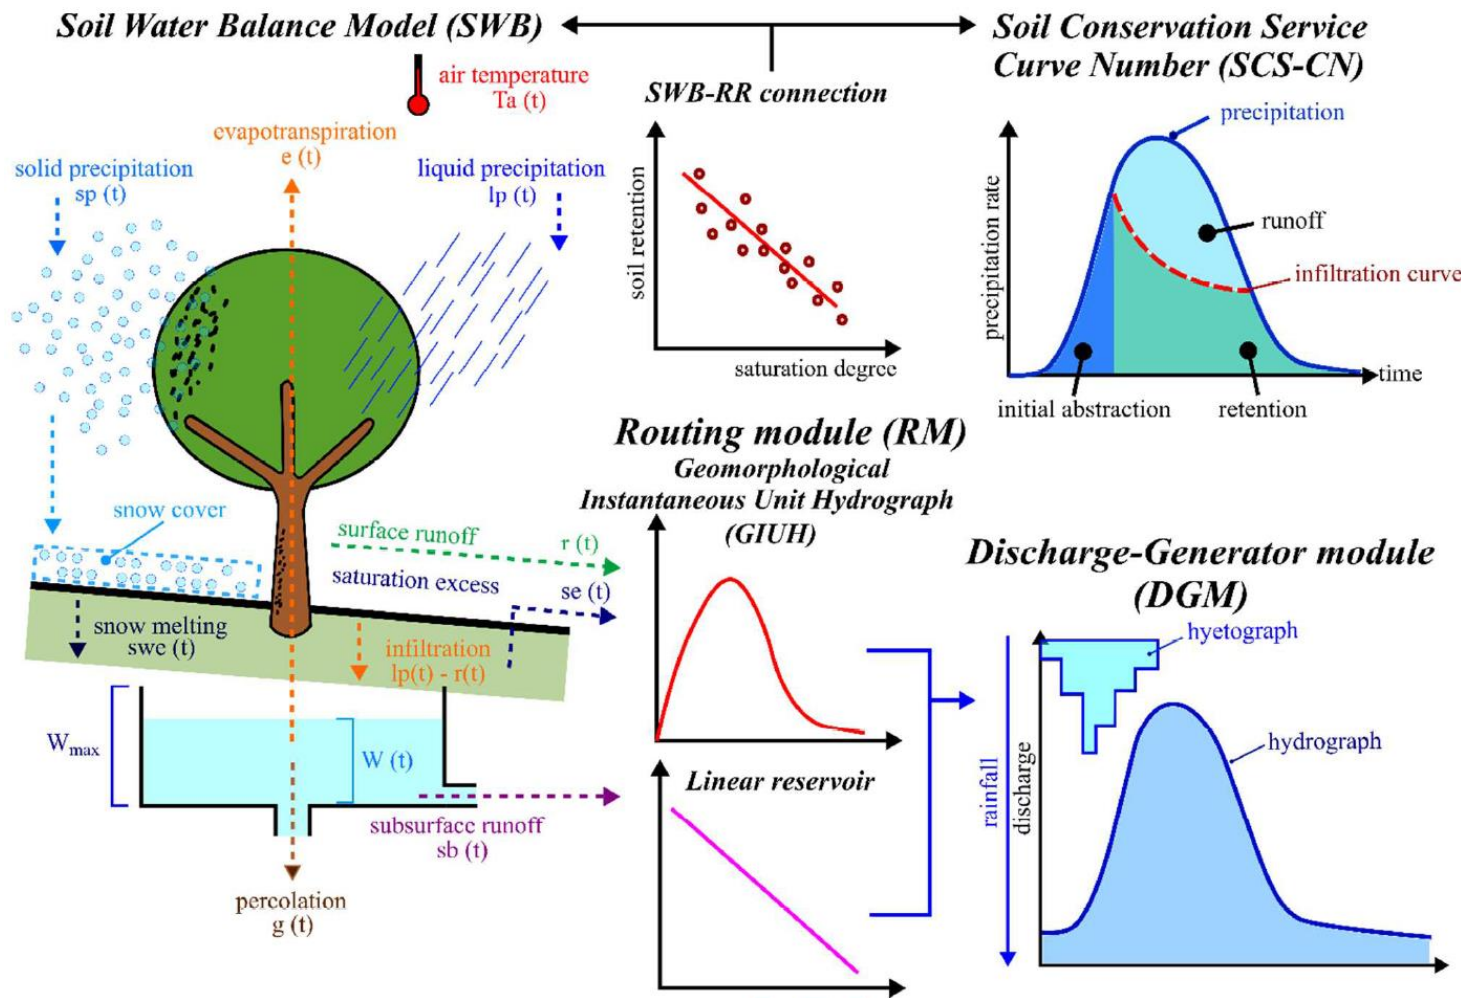 Soil Water Balance Model (SWB)
Soil Conservation Service
Curve Number (SCS-CN)
air temperature
Ta (t)
SWB-RR connection
evapotranspiration
e (t)
solid precipitation
sp (t)
liquid precipitation
lp (t)
soil retention
saturation degree
precipitation
precipitation rate
runoff
infiltration curve
time
initial abstraction
retention
Routing module (RM)
Geomorphological
Instantaneous Unit Hydrograph
(GIUH)
snow cover
surface runoff
r (t)
saturation excess
se (t)
snow melting
swe (t)
infiltration
lp(t) - r(t)
Wmax
W (t)
subsurface runoff
sb (t)
percolation
g (t)
Linear reservoir
Discharge-Generator module
(DGM)
hyetograph
hydrograph
rainfall
discharge